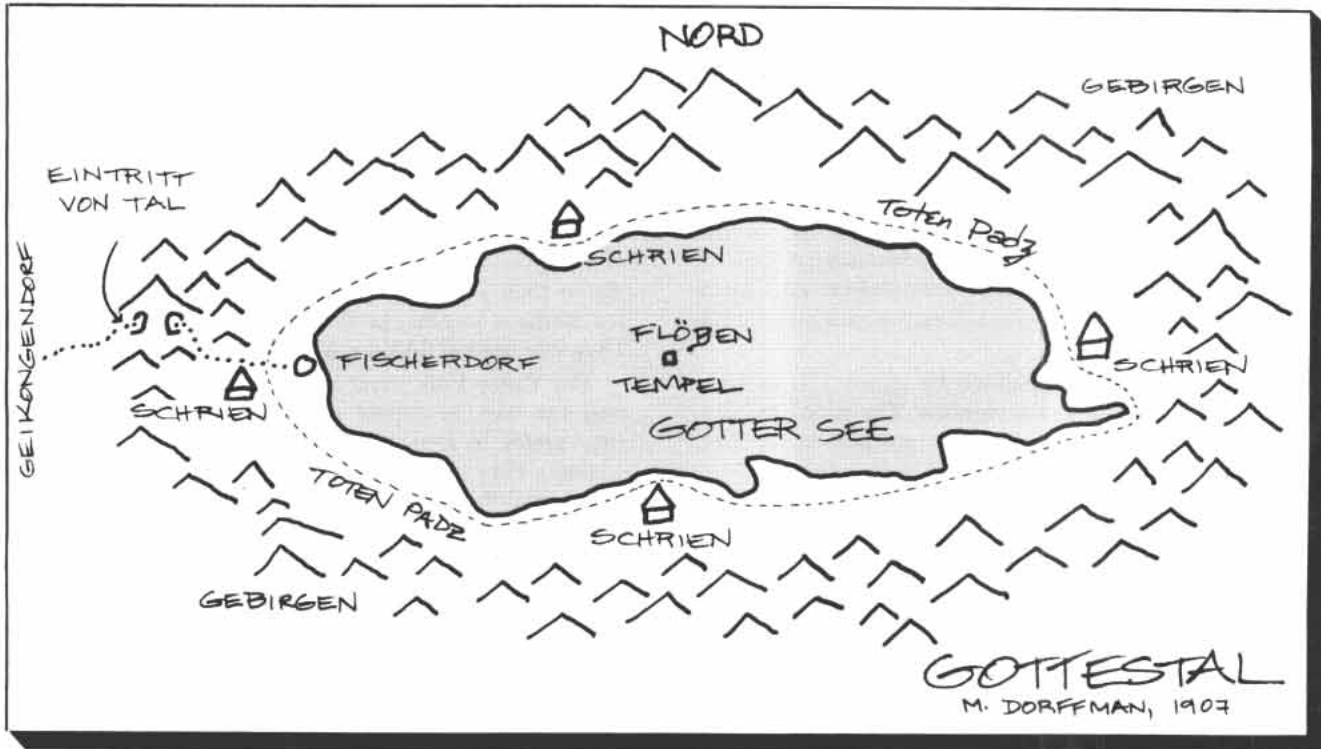 NORD
GEBIRGEN
EINTRITT
VON TAL
TOTEN PADZ
SCHRIEN
GEIKONGENDORF
FLÖBEN
TEMPEL
FISCHERDORF
SCHRIEN
SCHRIEN
GOTTER SEE
TOTEN PADZ
SCHRIEN
GEBIRGEN
GOTTESTAL
M. DORFFMAN, 1907